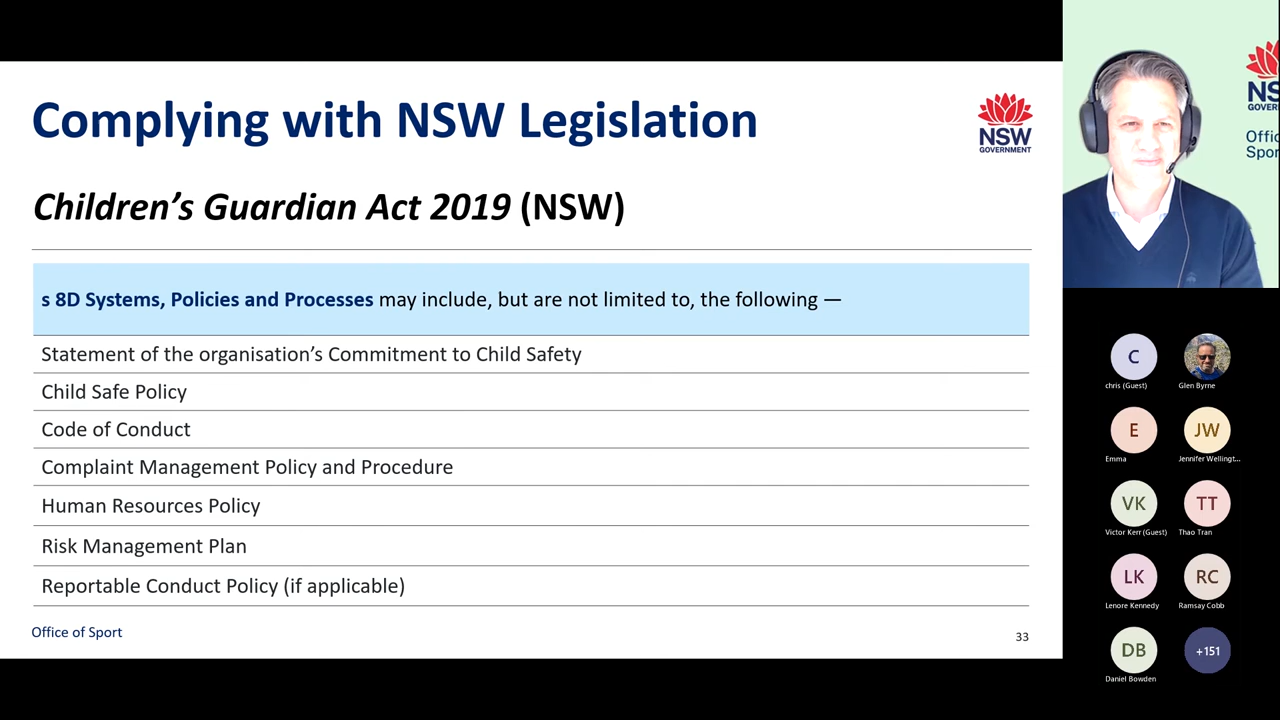 Complying with NSW Legislation
NSW
GOVERNMENT
Children's Guardian Act 2019 (NSW)
s 8D Systems, Policies and Processes may include, but are not limited to, the following —
Statement of the organisation's Commitment to Child Safety
Child Safe Policy
Code of Conduct
Complaint Management Policy and Procedure
Human Resources Policy
Risk Management Plan
Reportable Conduct Policy (if applicable)
Office of Sport
33
C
chris (Guest)
Glen Byrne
E
JW
Emma
Jennifer Wellingt...
VK
TT
Victor Kerr (Guest)
Thao Tran
LK
RC
Lenore Kennedy
Ramsay Cobb
DB
+151
Daniel Bowden